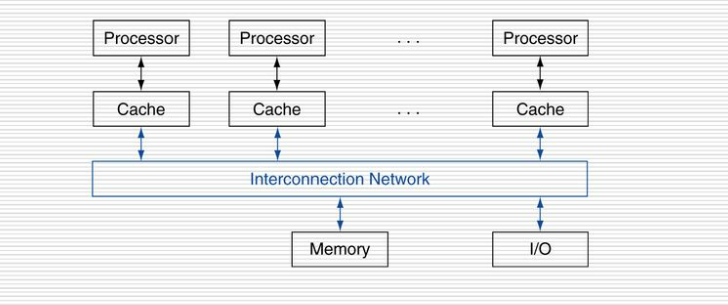 Processor Processor . . . Processor
Cache Cache . . . Cache
Interconnection Network
Memory I/O